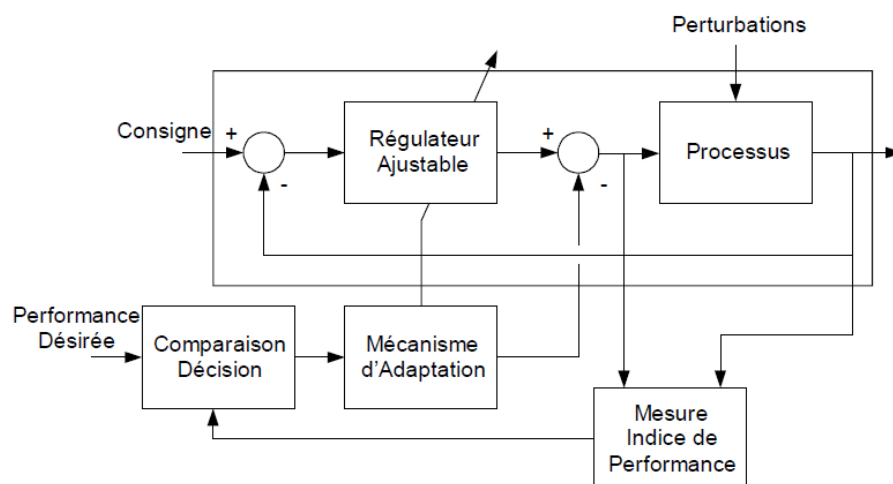 Perturbations
Consigne
+
-
Régulateur
Ajustable
+
-
Processus
Performance
Désirée
Comparaison
Décision
Mécanisme
d'Adaptation
Mesure
Indice de
Performance